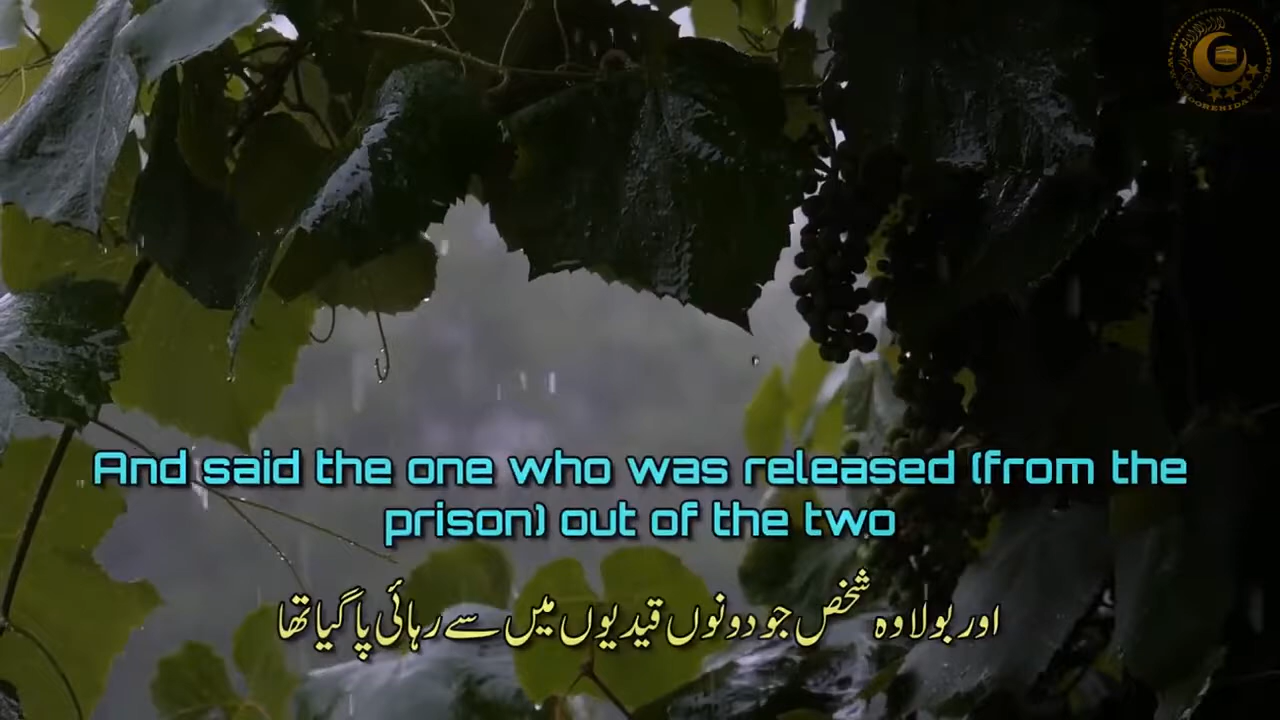 And said the one who was released (from the
prison) out of the two
اور بولا وہ شخص جو دونوں قیدیوں میں سے رہائی پا گیا تھا